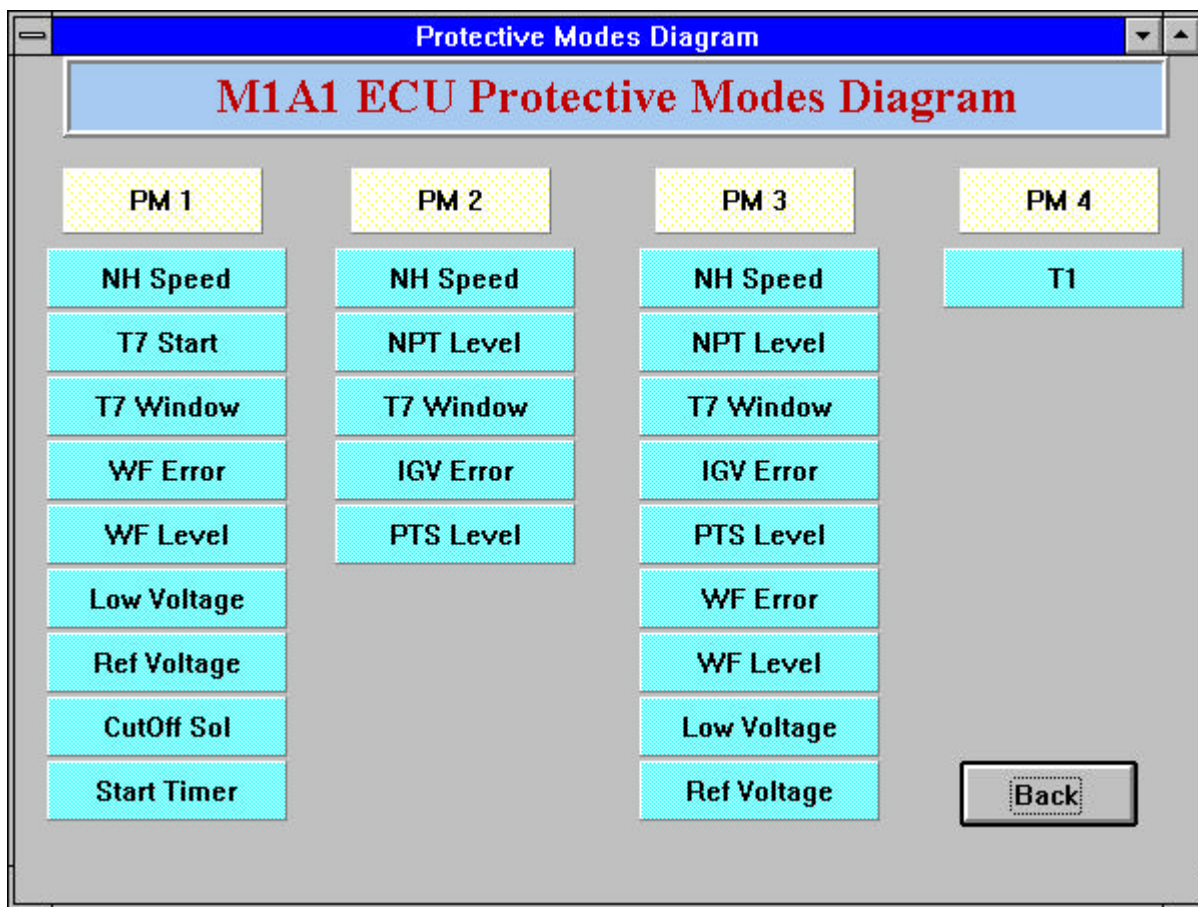 Protective Modes Diagram
M1A1 ECU Protective Modes Diagram
PM 1
PM 2
PM 3
PM 4
NH Speed
NH Speed
NH Speed
T1
T7 Start
NPT Level
NPT Level
T7 Window
T7 Window
T7 Window
WF Error
IGV Error
IGV Error
WF Level
PTS Level
PTS Level
Low Voltage
WF Error
Ref Voltage
WF Level
CutOff Sol
Low Voltage
Start Timer
Ref Voltage
Back